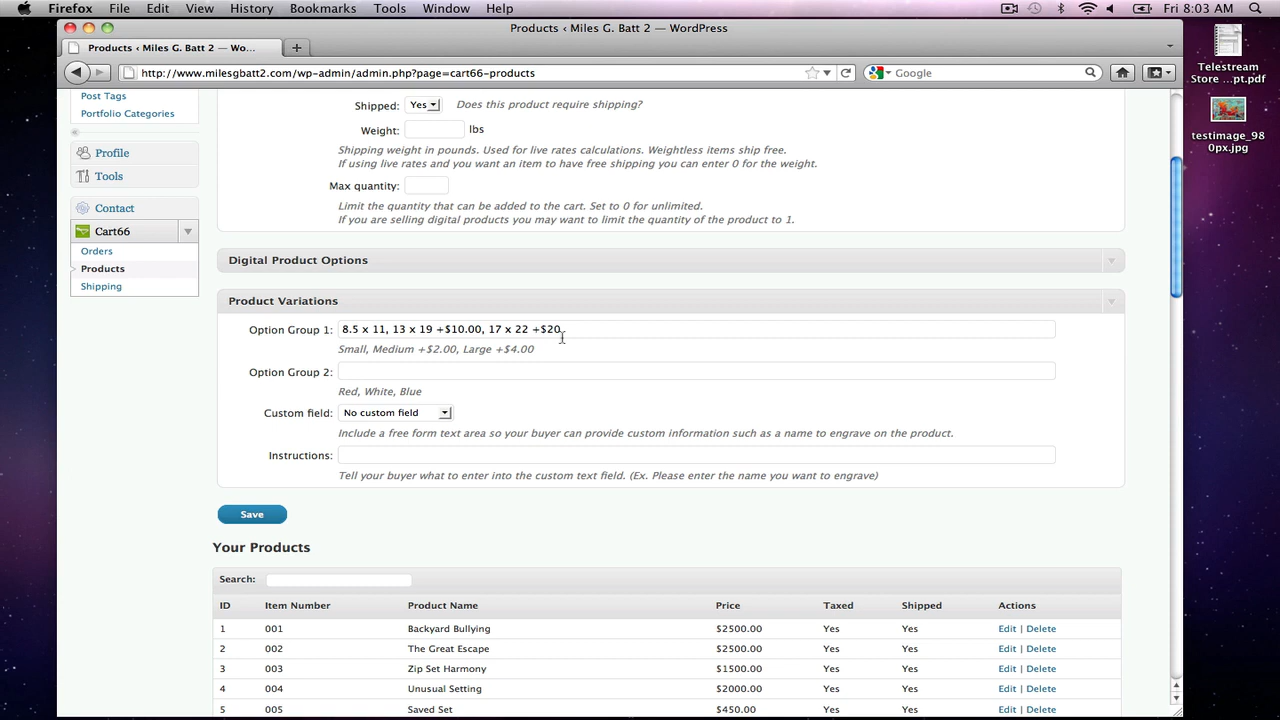 Firefox File Edit View History Bookmarks Tools Window Help Fri 8:03 AM
Products ‹ Miles G. Batt 2 — WordPress
Products ‹ Miles G. Batt 2 — Wo...
http://www.milesgbatt2.com/wp-admin/admin.php?page=cart66-products
Google
Telestream
Store ...pt.pdf
testimage_98
0px.jpg
Post Tags
Portfolio Categories
Profile
Tools
Contact
Cart66
Orders
Products
Shipping
Shipped: Yes Does this product require shipping?
Weight: lbs
Shipping weight in pounds. Used for live rates calculations. Weightless items ship free.
If using live rates and you want an item to have free shipping you can enter 0 for the weight.
Max quantity:
Limit the quantity that can be added to the cart. Set to 0 for unlimited.
If you are selling digital products you may want to limit the quantity of the product to 1.
Digital Product Options
Product Variations
Option Group 1: 8.5 x 11, 13 x 19 +$10.00, 17 x 22 +$20.
Small, Medium +$2.00, Large +$4.00
Option Group 2:
Red, White, Blue
Custom field: No custom field
Include a free form text area so your buyer can provide custom information such as a name to engrave on the product.
Instructions:
Tell your buyer what to enter into the custom text field. (Ex. Please enter the name you want to engrave)
Save
Your Products
Search:
ID Item Number Product Name Price Taxed Shipped Actions
1 001 Backyard Bullying $2500.00 Yes Yes Edit | Delete
2 002 The Great Escape $2500.00 Yes Yes Edit | Delete
3 003 Zip Set Harmony $1500.00 Yes Yes Edit | Delete
4 004 Unusual Setting $2000.00 Yes Yes Edit | Delete
5 005 Saved Set $450.00 Yes Yes Edit | Delete